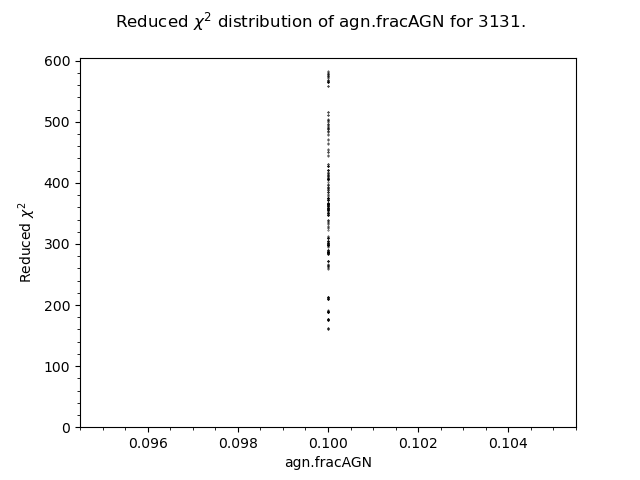 Reduced χ² distribution of agn.fracAGN for 3131.
600
500
400
300
200
100
0
Reduced χ²
0.096 0.098 0.100 0.102 0.104
agn.fracAGN